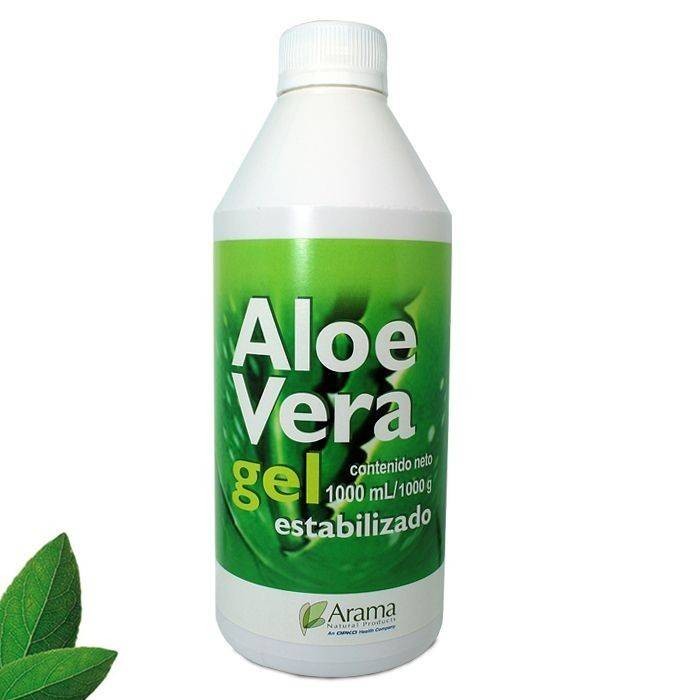 Aloe
Vera
gel
contenido neto
1000 mL/1000 g
estabilizado
Arama
Natural Products
An OPKO Health Company